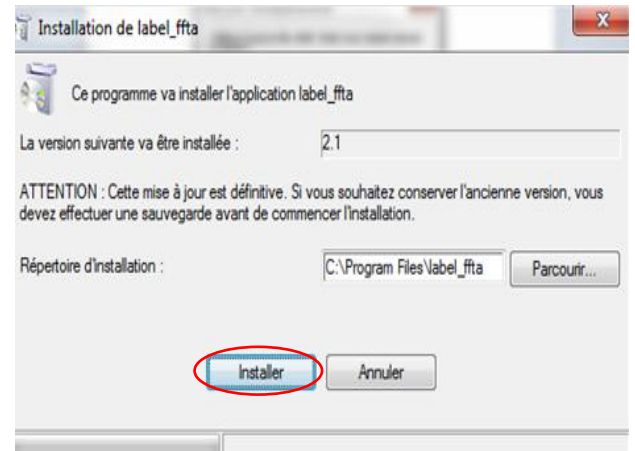 Installation de label_ffta
Ce programme va installer l'application label_ffta
La version suivante va être installée :
2.1
ATTENTION : Cette mise à jour est définitive. Si vous souhaitez conserver l'ancienne version, vous
devez effectuer une sauvegarde avant de commencer l'installation.
Répertoire d'installation :
C:\Program Files\label_ffta
Parcourir...
Installer
Annuler